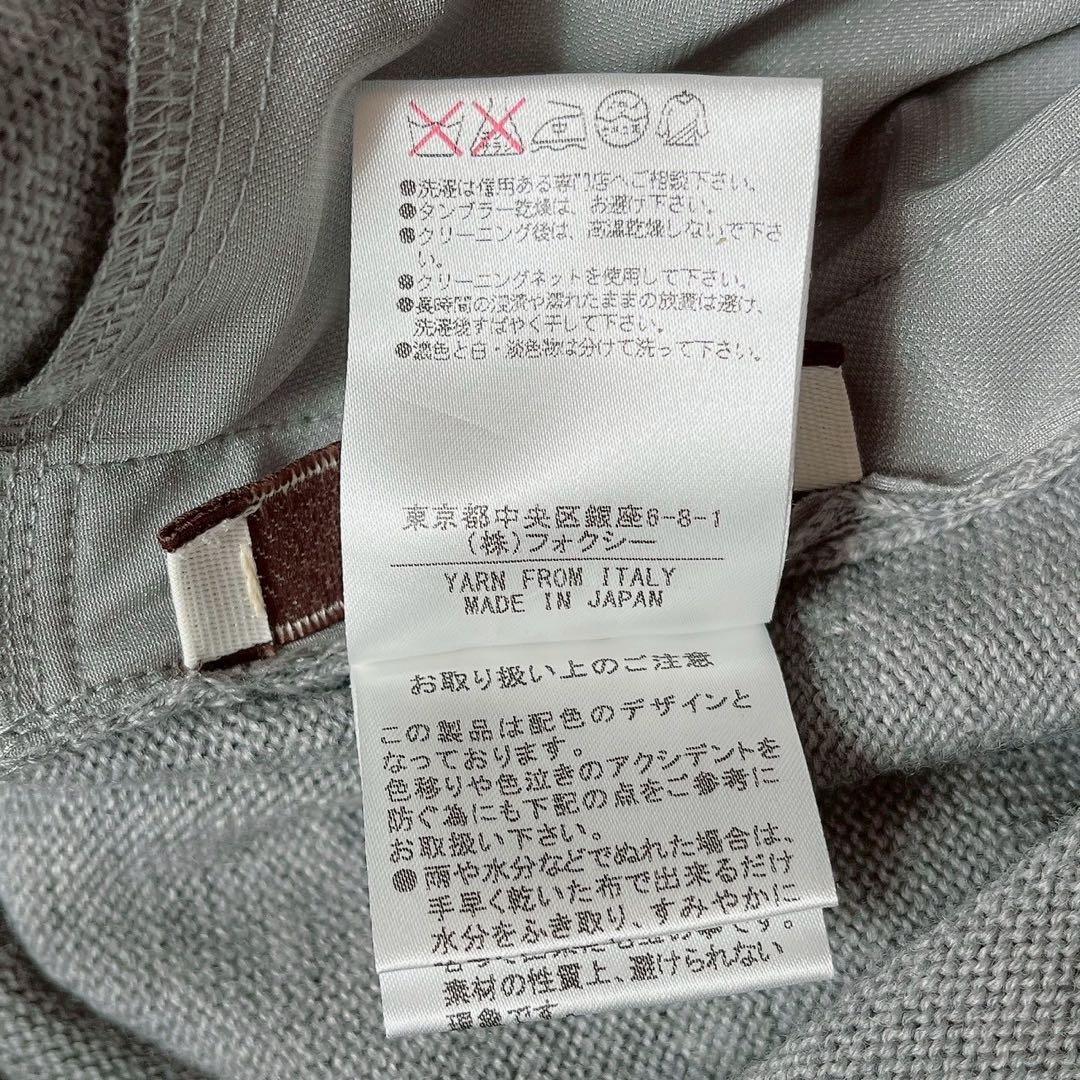 ●洗濯は信用ある専門店へご相談下さい。
●タンブラー乾燥は、お避け下さい。
●クリーニング後は、高温乾燥しないで下さ
い。
●クリーニングネットを使用して下さい。
●長時間の浸漬や濡れたままの放置は避け、
洗濯後すばやく干して下さい。
●濃色と白・淡色物は分けて洗って下さい。
東京都中央区銀座6-8-1
(株)フォクシー
YARN FROM ITALY
MADE IN JAPAN
お取り扱い上のご注意
この製品は配色のデザインと
なっております。
色移りや色泣きのアクシデントを
防ぐ為にも下記の点をご参考に
お取扱い下さい。
●雨や水分などでぬれた場合は、
手早く乾いた布で出来るだけ
水分をふき取り、すみやかに
素材の性質上、避けられない
現象です。